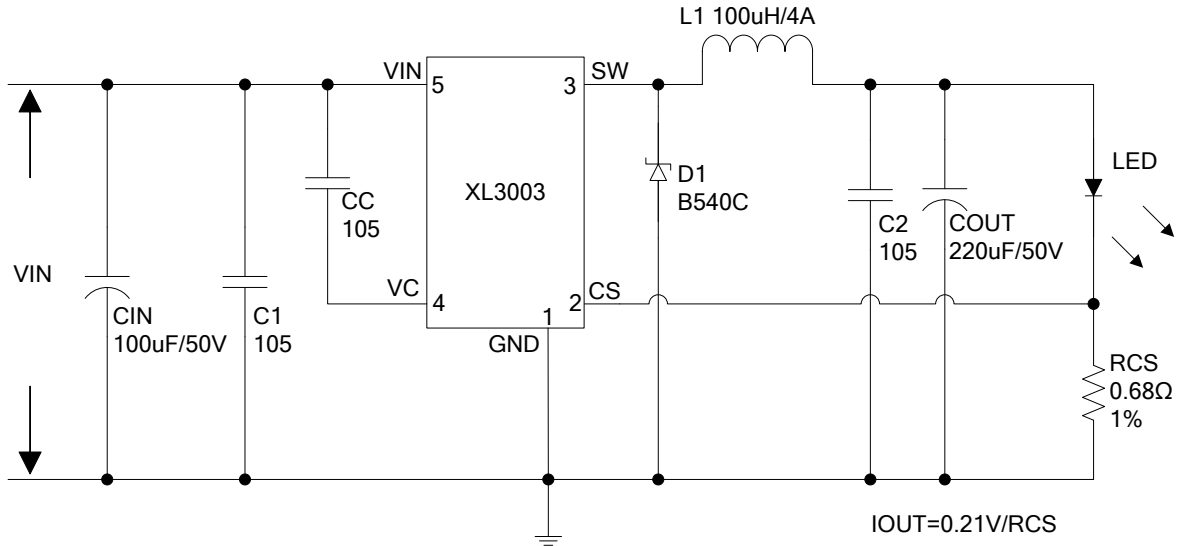 L1 100uH/4A
VIN
5
3
SW
XL3003
CC
105
D1
B540C
C2
105
COUT
220uF/50V
LED
VIN
VC
4
2
CS
1
GND
CIN
100uF/50V
C1
105
RCS
0.68Ω
1%
IOUT=0.21V/RCS